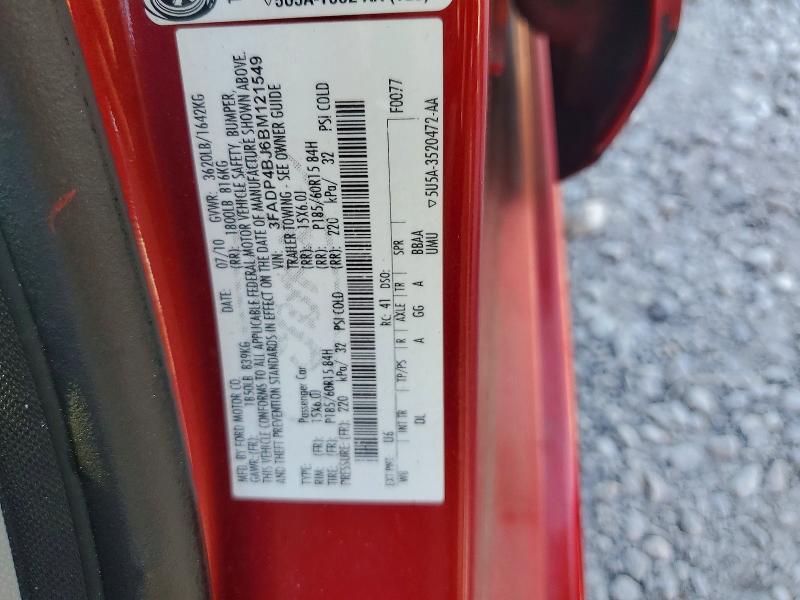 MFD. BY FORD MOTOR CO.
DATE: 07/10 GVWR: 3620LB/1642KG
GAWR:(FR): 1850LB 839KG (RR): 1800LB 816KG
THIS VEHICLE CONFORMS TO ALL APPLICABLE FEDERAL MOTOR VEHICLE SAFETY, BUMPER,
AND THEFT PREVENTION STANDARDS IN EFFECT ON THE DATE OF MANUFACTURE SHOWN ABOVE.
VIN: 3FADP4BJ6BM121549
TYPE: Passenger Car TRAILER TOWING - SEE OWNER GUIDE
RIM: (FR): 15X6.0J (RR): 15X6.0J
TIRE: (FR): P185/60R15 84H (RR): P185/60R15 84H
PRESSURE: (FR): 220 kPa/ 32 PSI COLD (RR): 220 kPa/ 32 PSI COLD
F0077
EXT PNT: U6 RC: 41 DSO:
WB INT TR TP/PS R AXLE TR SPR
DL A GG A BBAA
UMU
5U5A-3520472-AA